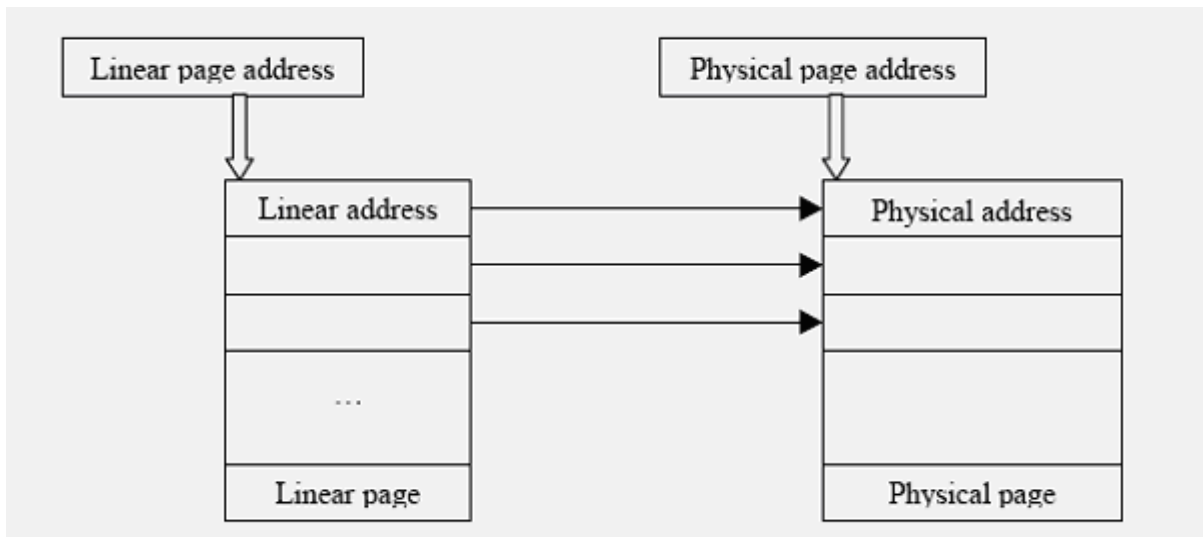 Linear page address
Physical page address
Linear address
Physical address
...
Linear page
Physical page